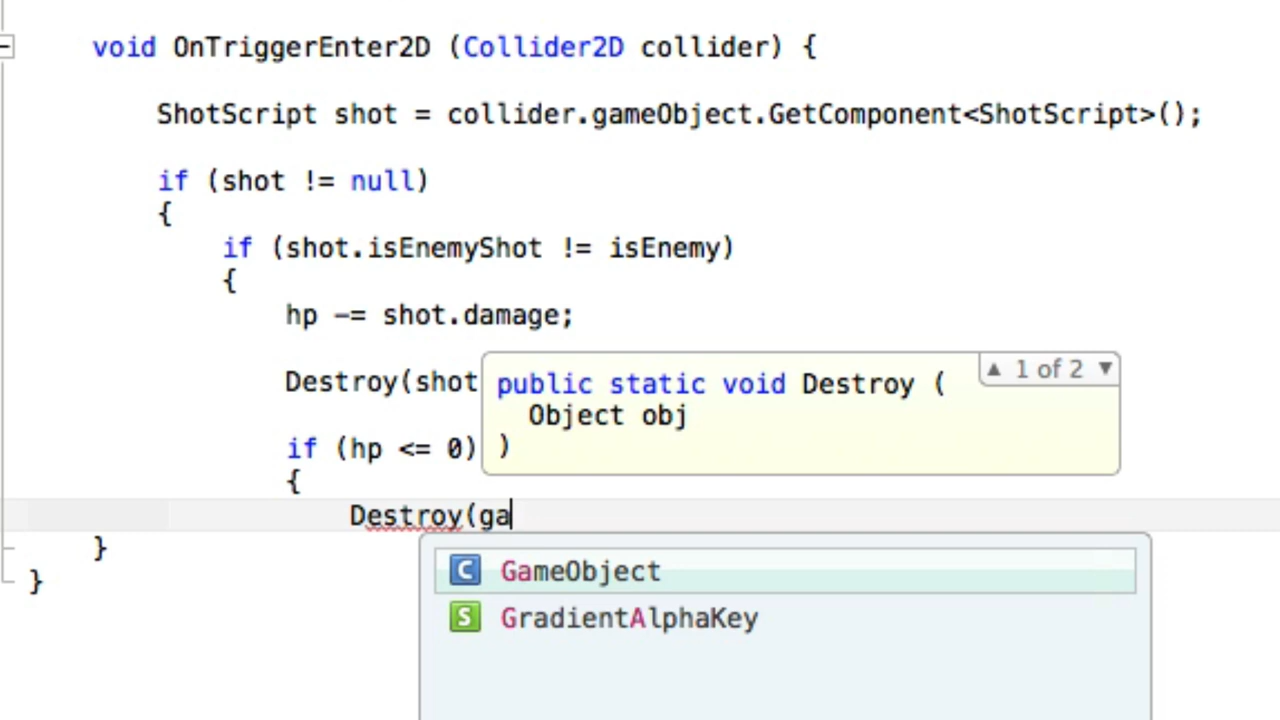 void OnTriggerEnter2D (Collider2D collider) {
ShotScript shot = collider.gameObject.GetComponent<ShotScript>();
if (shot != null)
{
if (shot.isEnemyShot != isEnemy)
{
hp -= shot.damage;
Destroy(shot
public static void Destroy (
▲ 1 of 2 ▼
Object obj
)
if (hp <= 0)
{
Destroy(ga
}
}
C GameObject
S GradientAlphaKey